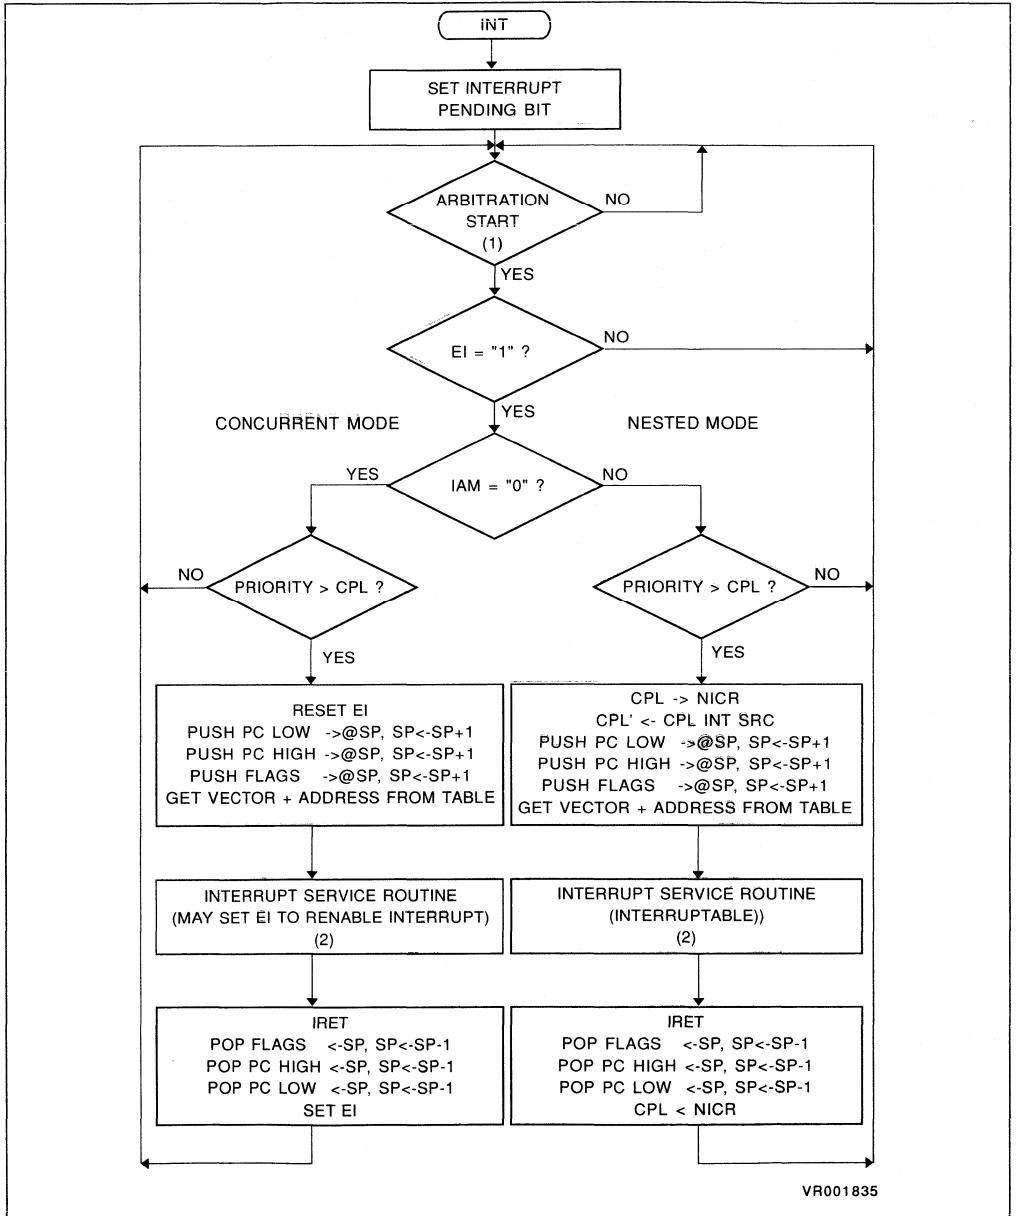 INT
SET INTERRUPT
PENDING BIT
ARBITRATION
START
(1)
NO
YES
EI = "1" ?
NO
YES
CONCURRENT MODE
NESTED MODE
IAM = "0" ?
YES
NO
PRIORITY > CPL ?
NO
YES
PRIORITY > CPL ?
NO
YES
RESET EI
PUSH PC LOW ->@SP, SP<-SP+1
PUSH PC HIGH ->@SP, SP<-SP+1
PUSH FLAGS ->@SP, SP<-SP+1
GET VECTOR + ADDRESS FROM TABLE
CPL -> NICR
CPL' <- CPL INT SRC
PUSH PC LOW ->@SP, SP<-SP+1
PUSH PC HIGH ->@SP, SP<-SP+1
PUSH FLAGS ->@SP, SP<-SP+1
GET VECTOR + ADDRESS FROM TABLE
INTERRUPT SERVICE ROUTINE
(MAY SET EI TO RENABLE INTERRUPT)
(2)
INTERRUPT SERVICE ROUTINE
(INTERRUPTABLE))
(2)
IRET
POP FLAGS <-SP, SP<-SP-1
POP PC HIGH <-SP, SP<-SP-1
POP PC LOW <-SP, SP<-SP-1
SET EI
IRET
POP FLAGS <-SP, SP<-SP-1
POP PC HIGH <-SP, SP<-SP-1
POP PC LOW <-SP, SP<-SP-1
CPL < NICR
VR001835